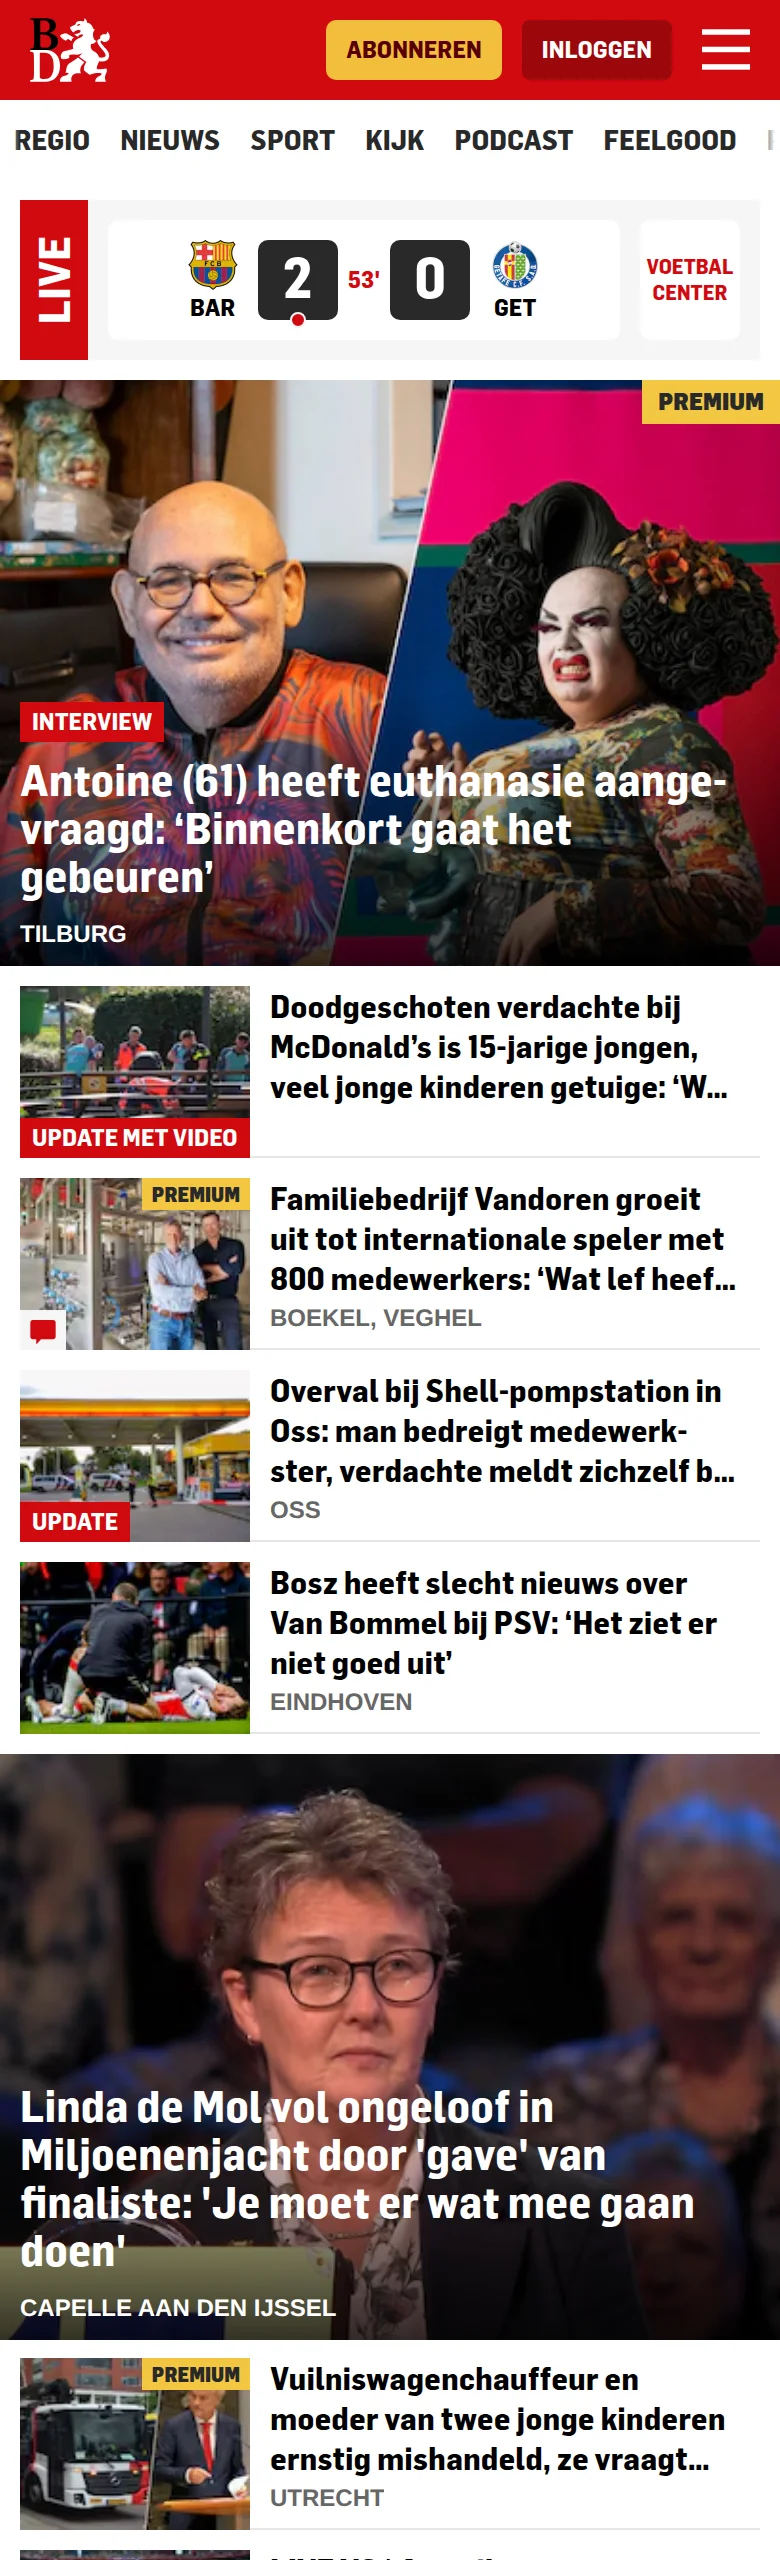 BD
ABONNEREN
INLOGGEN
REGIO NIEUWS SPORT KIJK PODCAST FEELGOOD
LIVE
BAR
2
53'
0
GET
VOETBAL
CENTER
PREMIUM
INTERVIEW
Antoine (61) heeft euthanasie aange-
vraagd: ‘Binnenkort gaat het
gebeuren’
TILBURG
Doodgeschoten verdachte bij
McDonald’s is 15-jarige jongen,
veel jonge kinderen getuige: ‘W...
UPDATE MET VIDEO
PREMIUM
Familiebedrijf Vandoren groeit
uit tot internationale speler met
800 medewerkers: ‘Wat lef heef...
BOEKEL, VEGHEL
Overval bij Shell-pompstation in
Oss: man bedreigt medewerk-
ster, verdachte meldt zichzelf b...
OSS
UPDATE
Bosz heeft slecht nieuws over
Van Bommel bij PSV: ‘Het ziet er
niet goed uit’
EINDHOVEN
Linda de Mol vol ongeloof in
Miljoenenjacht door 'gave' van
finaliste: 'Je moet er wat mee gaan
doen'
CAPELLE AAN DEN IJSSEL
PREMIUM
Vuilniswagenchauffeur en
moeder van twee jonge kinderen
ernstig mishandeld, ze vraagt...
UTRECHT